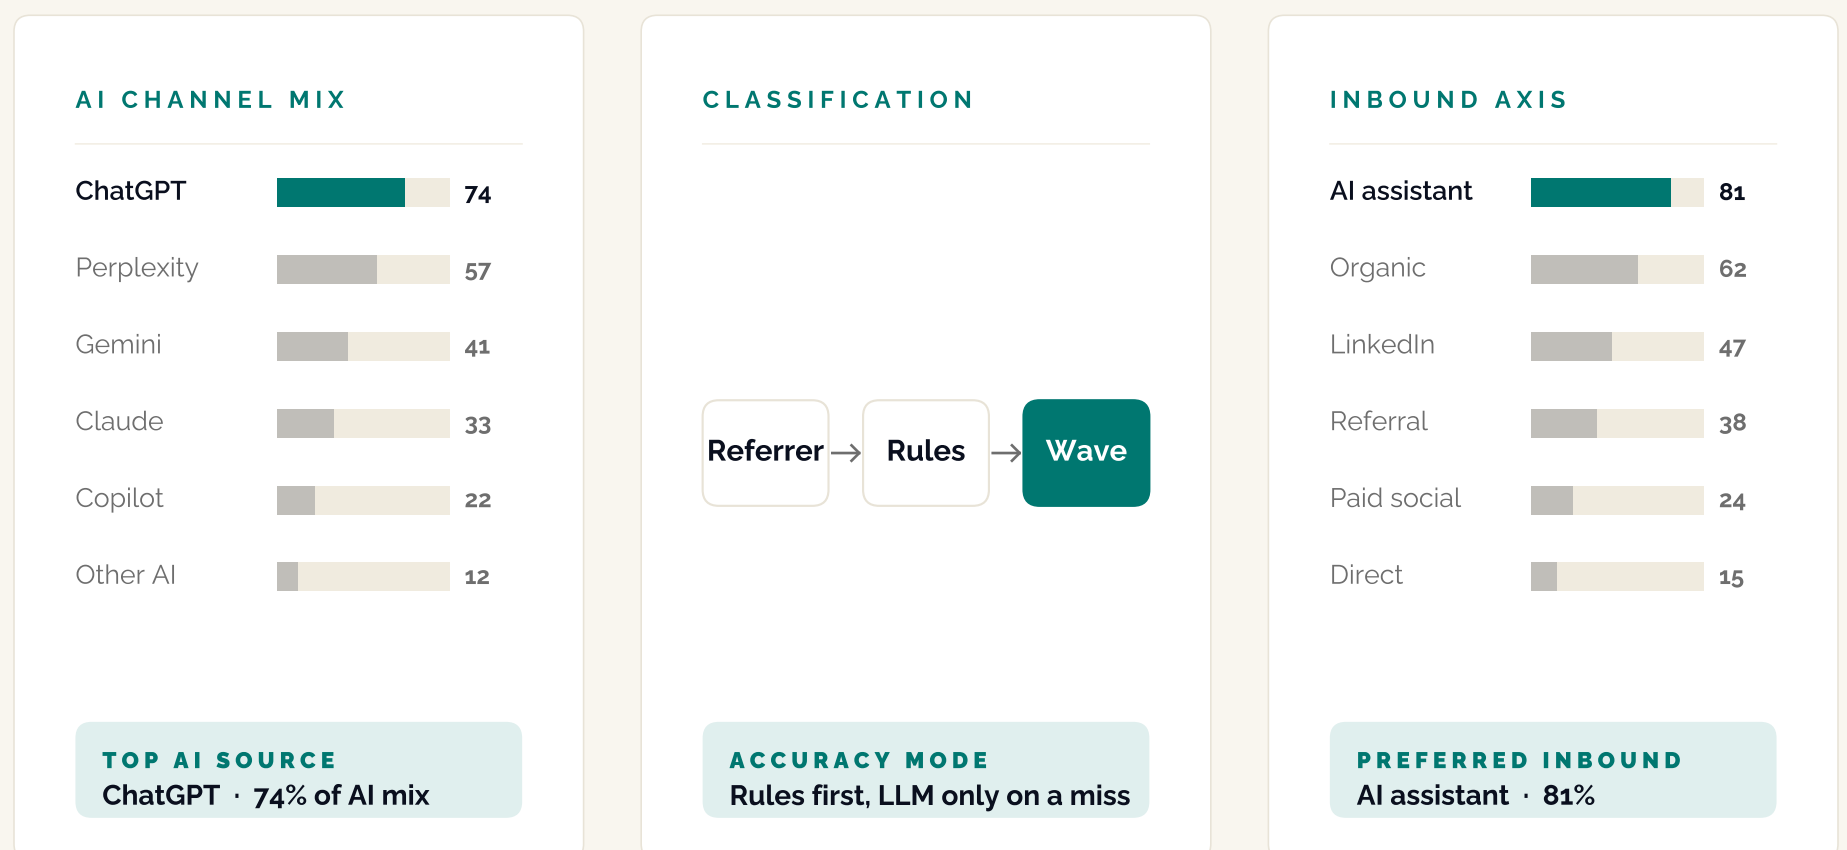 AI CHANNEL MIX
ChatGPT 74
Perplexity 57
Gemini 41
Claude 33
Copilot 22
Other AI 12
TOP AI SOURCE
ChatGPT · 74% of AI mix
CLASSIFICATION
Referrer → Rules → Wave
ACCURACY MODE
Rules first, LLM only on a miss
INBOUND AXIS
AI assistant 81
Organic 62
LinkedIn 47
Referral 38
Paid social 24
Direct 15
PREFERRED INBOUND
AI assistant · 81%